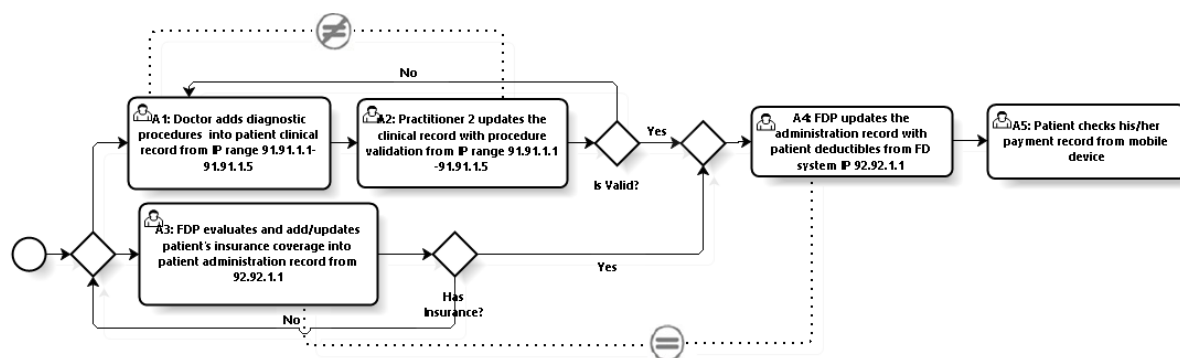 No
A1: Doctor adds diagnostic
procedures into patient clinical
record from IP range 91.91.1.1-
91.91.1.5
A2: Practitioner 2 updates the
clinical record with procedure
validation from IP range 91.91.1.1
-91.91.1.5
Is Valid?
Yes
A4: FDP updates the
administration record with
patient deductibles from FD
system IP 92.92.1.1
A5: Patient checks his/her
payment record from mobile
device
A3: FDP evaluates and add/updates
patient's insurance coverage into
patient administration record from
92.92.1.1
Has
Insurance?
Yes
No